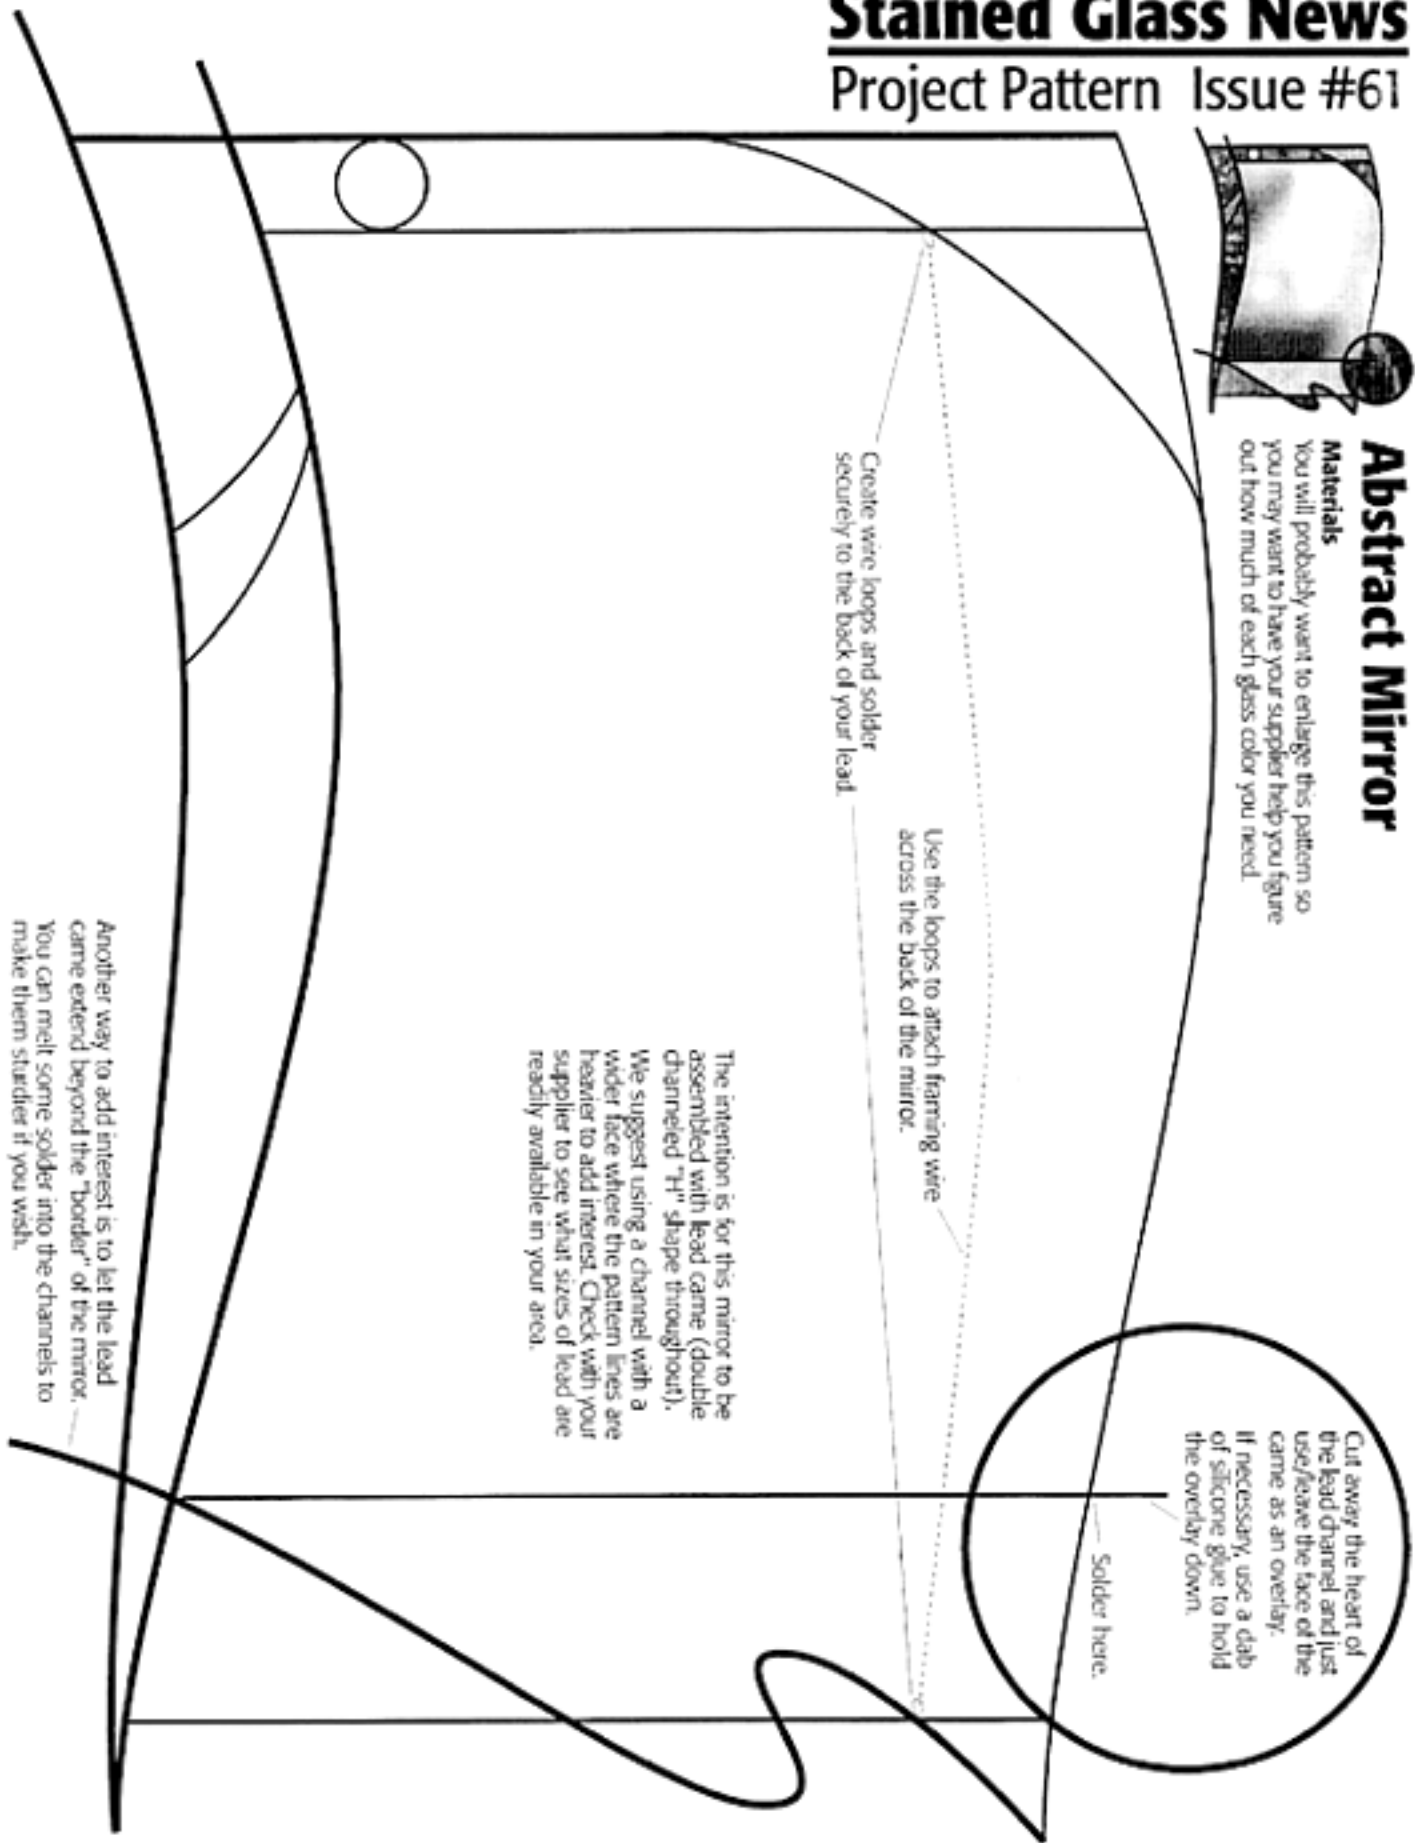 Stained Glass News
Project Pattern Issue #61
Abstract Mirror
Materials
You will probably want to enlarge this pattern so
you may want to have your supplier help you figure
out how much of each glass color you need.
Create wire loops and solder
securely to the back of your lead.
Use the loops to attach framing wire
across the back of the mirror.
The intention is for this mirror to be
assembled with lead came (double
channeled "H" shape throughout).
We suggest using a channel with a
wider face where the pattern lines are
heavier to add interest. Check with your
supplier to see what sizes of lead are
readily available in your area.
Cut away the heart of
the lead channel and just
use/leave the face of the
came as an overlay.
If necessary, use a dab
of silicone glue to hold
the overlay down.
Solder here.
Another way to add interest is to let the lead
came extend beyond the "border" of the mirror.
You can melt some solder into the channels to
make them sturdier if you wish.